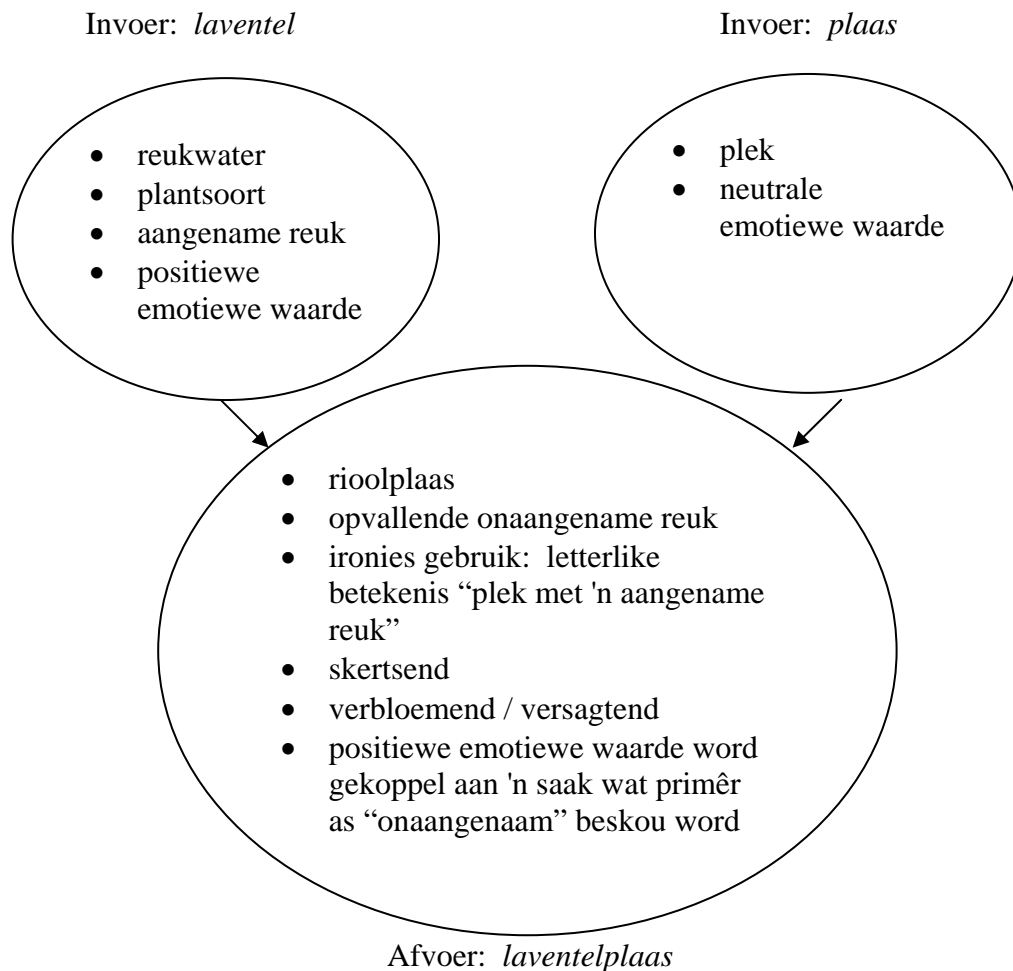 Invoer: laventel
Invoer: plaas
• reukwater
• plantsoort
• aangename reuk
• positiewe
emotiewe waarde
• plek
• neutrale
emotiewe waarde
• rioolplaas
• opvallende onaangename reuk
• ironies gebruik: letterlike
betekenis “plek met 'n aangename
reuk”
• skertsend
• verbloemend / versagtend
• positiewe emotiewe waarde word
gekoppel aan 'n saak wat primêr
as “onaangenaam” beskou word
Afvoer: laventelplaas